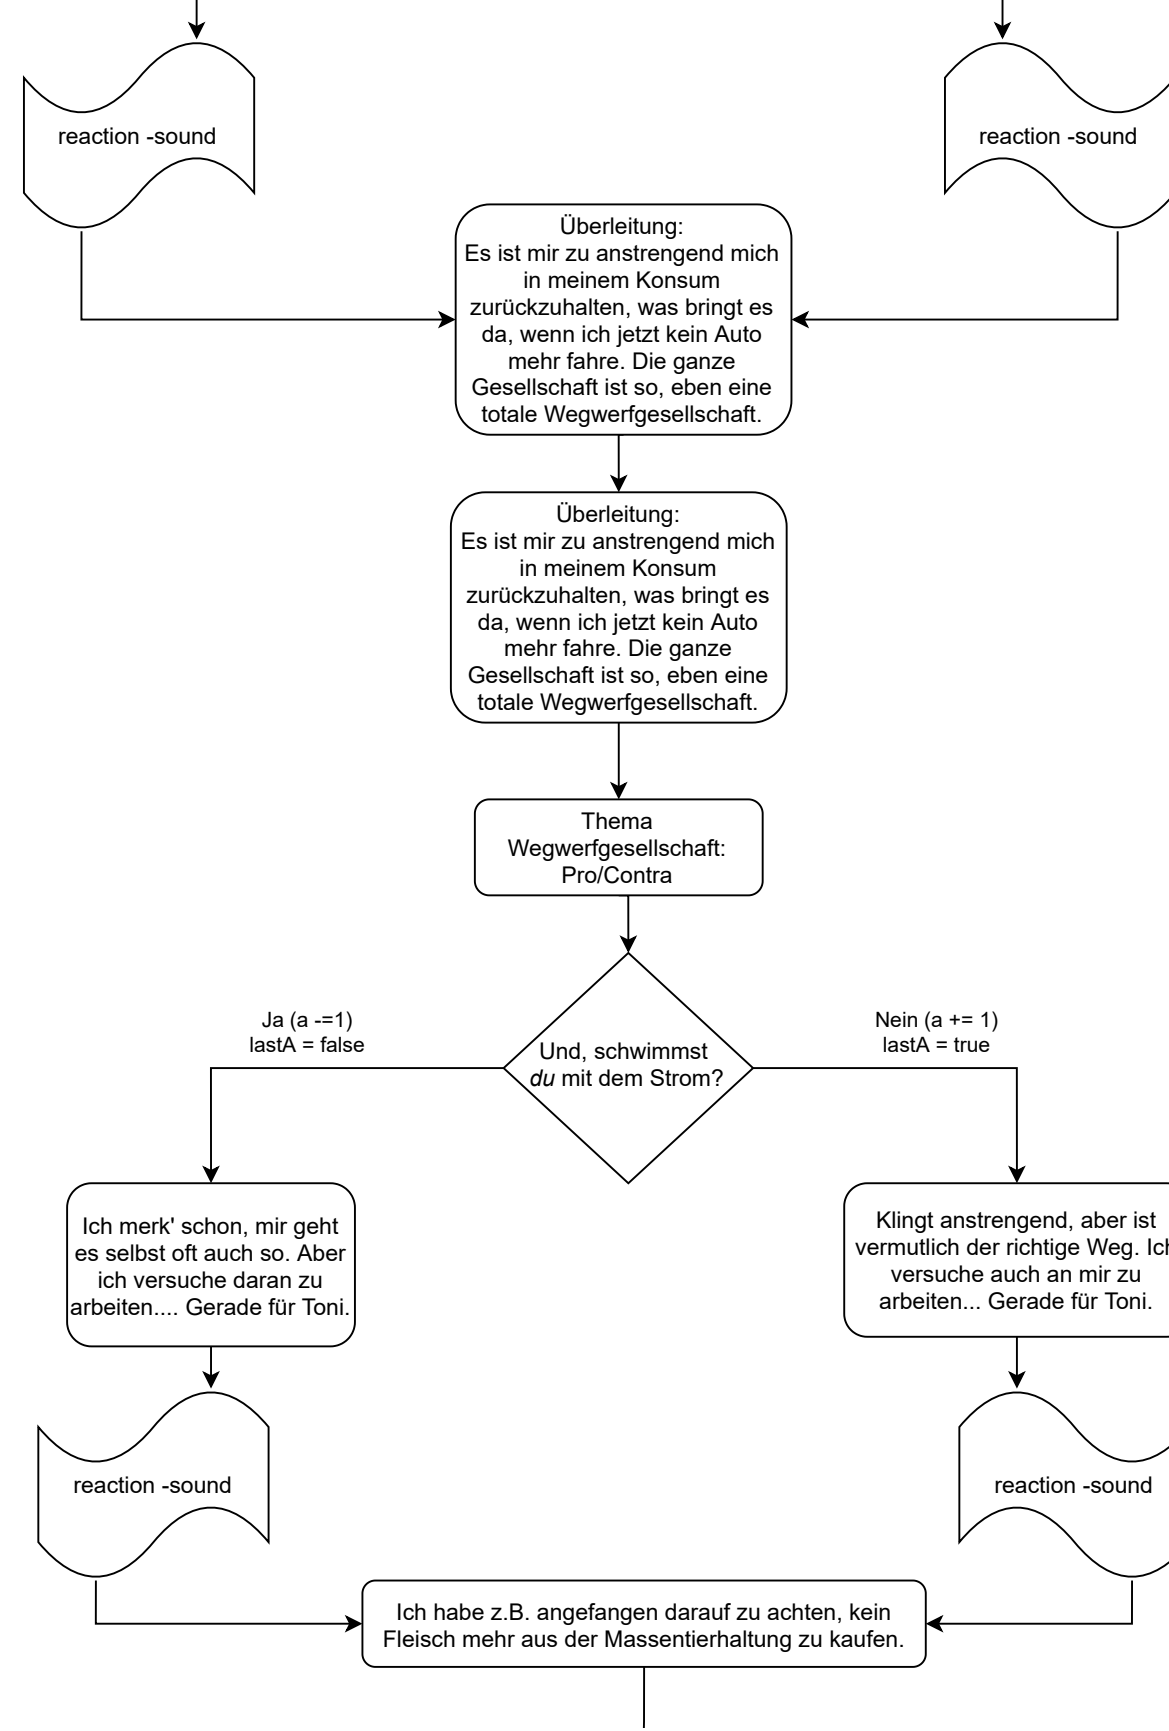 reaction -sound
reaction -sound
Überleitung:
Es ist mir zu anstrengend mich
in meinem Konsum
zurückzuhalten, was bringt es
da, wenn ich jetzt kein Auto
mehr fahre. Die ganze
Gesellschaft ist so, eben eine
totale Wegwerfgesellschaft.
Überleitung:
Es ist mir zu anstrengend mich
in meinem Konsum
zurückzuhalten, was bringt es
da, wenn ich jetzt kein Auto
mehr fahre. Die ganze
Gesellschaft ist so, eben eine
totale Wegwerfgesellschaft.
Thema
Wegwerfgesellschaft:
Pro/Contra
Ja (a -=1)
lastA = false
Nein (a += 1)
lastA = true
Und, schwimmst
du mit dem Strom?
Ich merk' schon, mir geht
es selbst oft auch so. Aber
ich versuche daran zu
arbeiten.... Gerade für Toni.
Klingt anstrengend, aber ist
vermutlich der richtige Weg. Ich
versuche auch an mir zu
arbeiten... Gerade für Toni.
reaction -sound
reaction -sound
Ich habe z.B. angefangen darauf zu achten, kein
Fleisch mehr aus der Massentierhaltung zu kaufen.